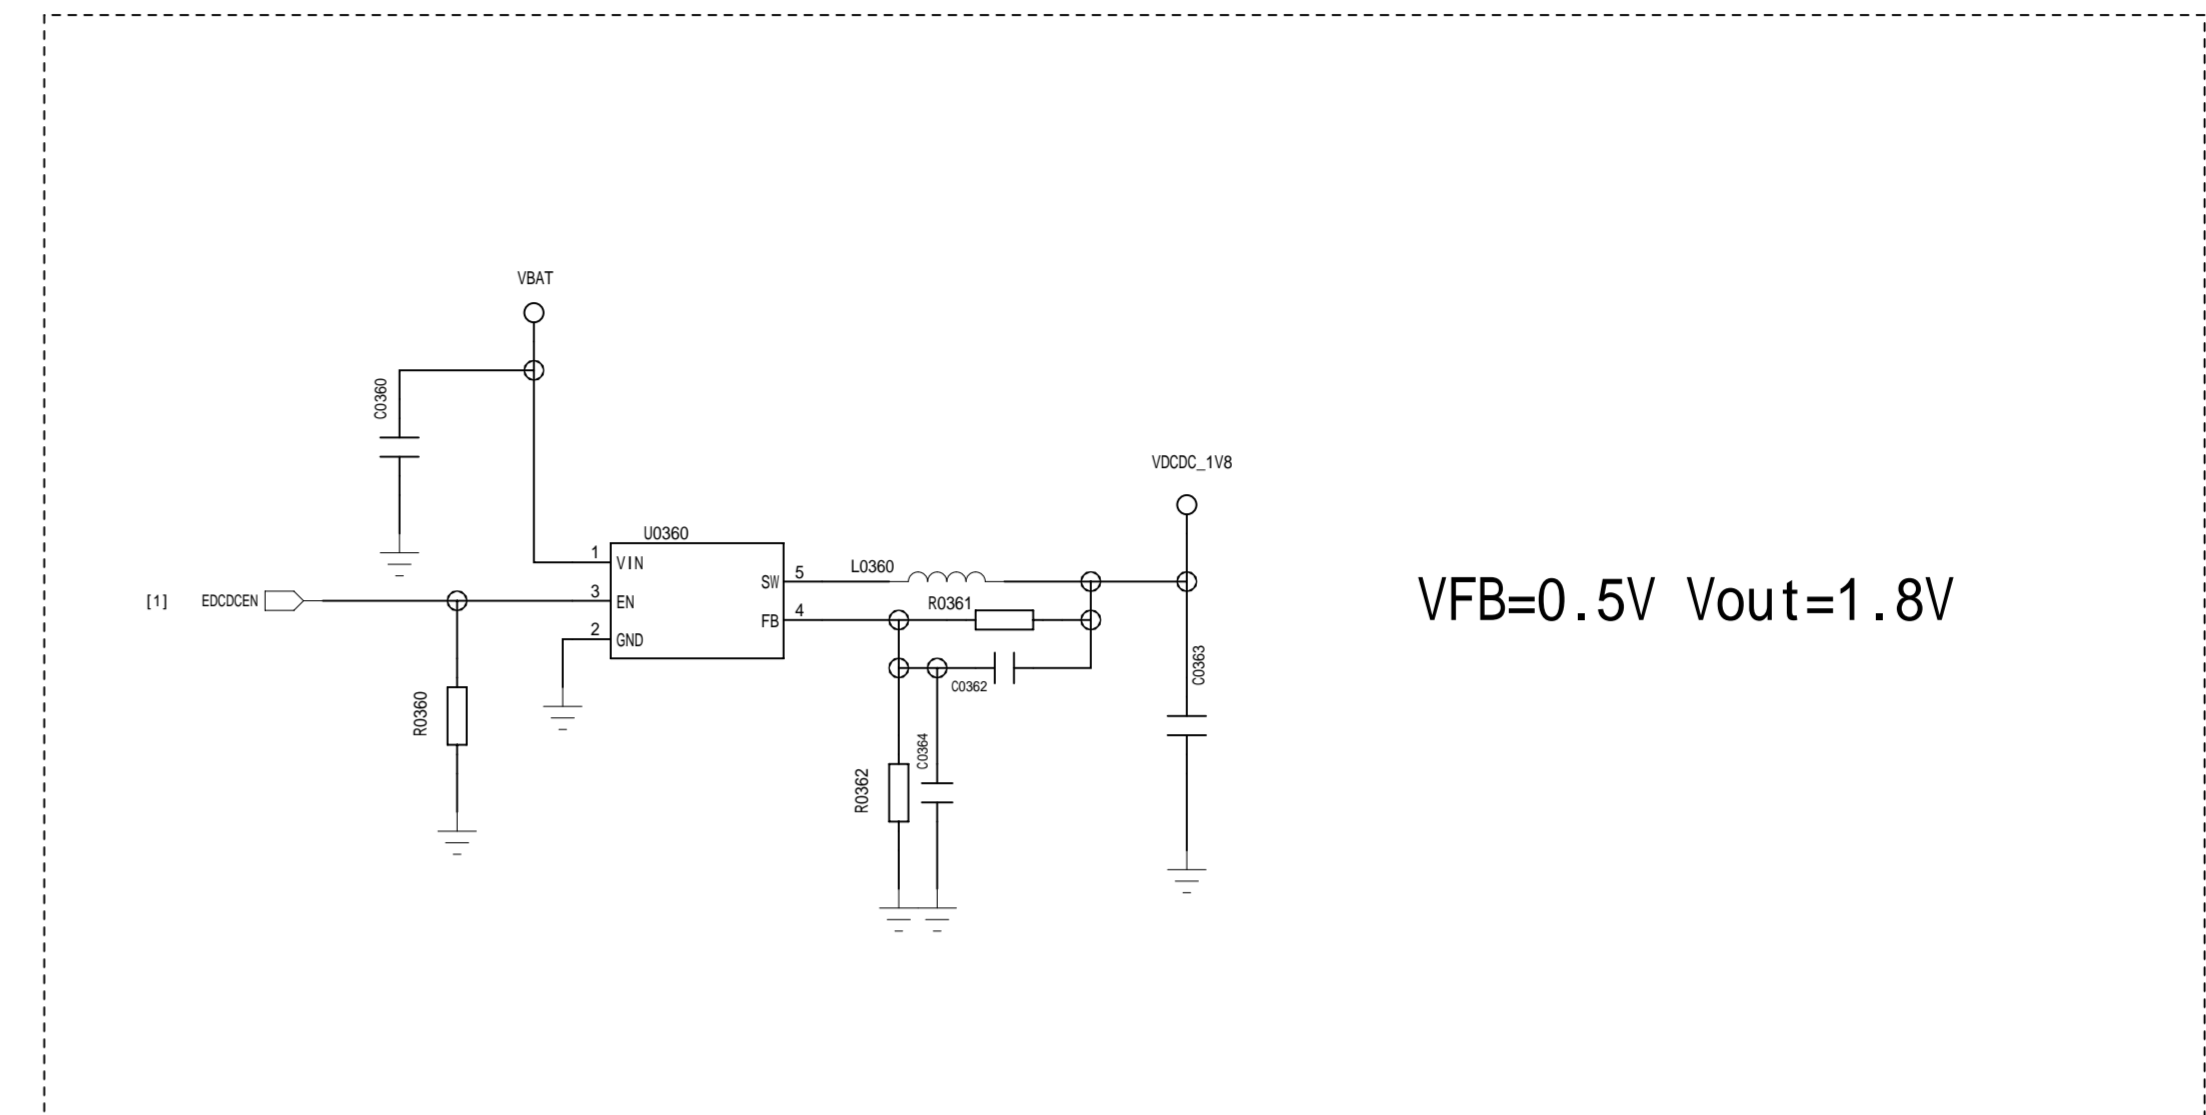 VBAT
C0360
VDCDC_1V8
U0360
1
VIN
SW
5
L0360
[1]
EDCDCEN
3
EN
R0361
FB
4
2
GND
VFB=0.5V Vout=1.8V
C0362
C0363
R0360
C0364
R0362